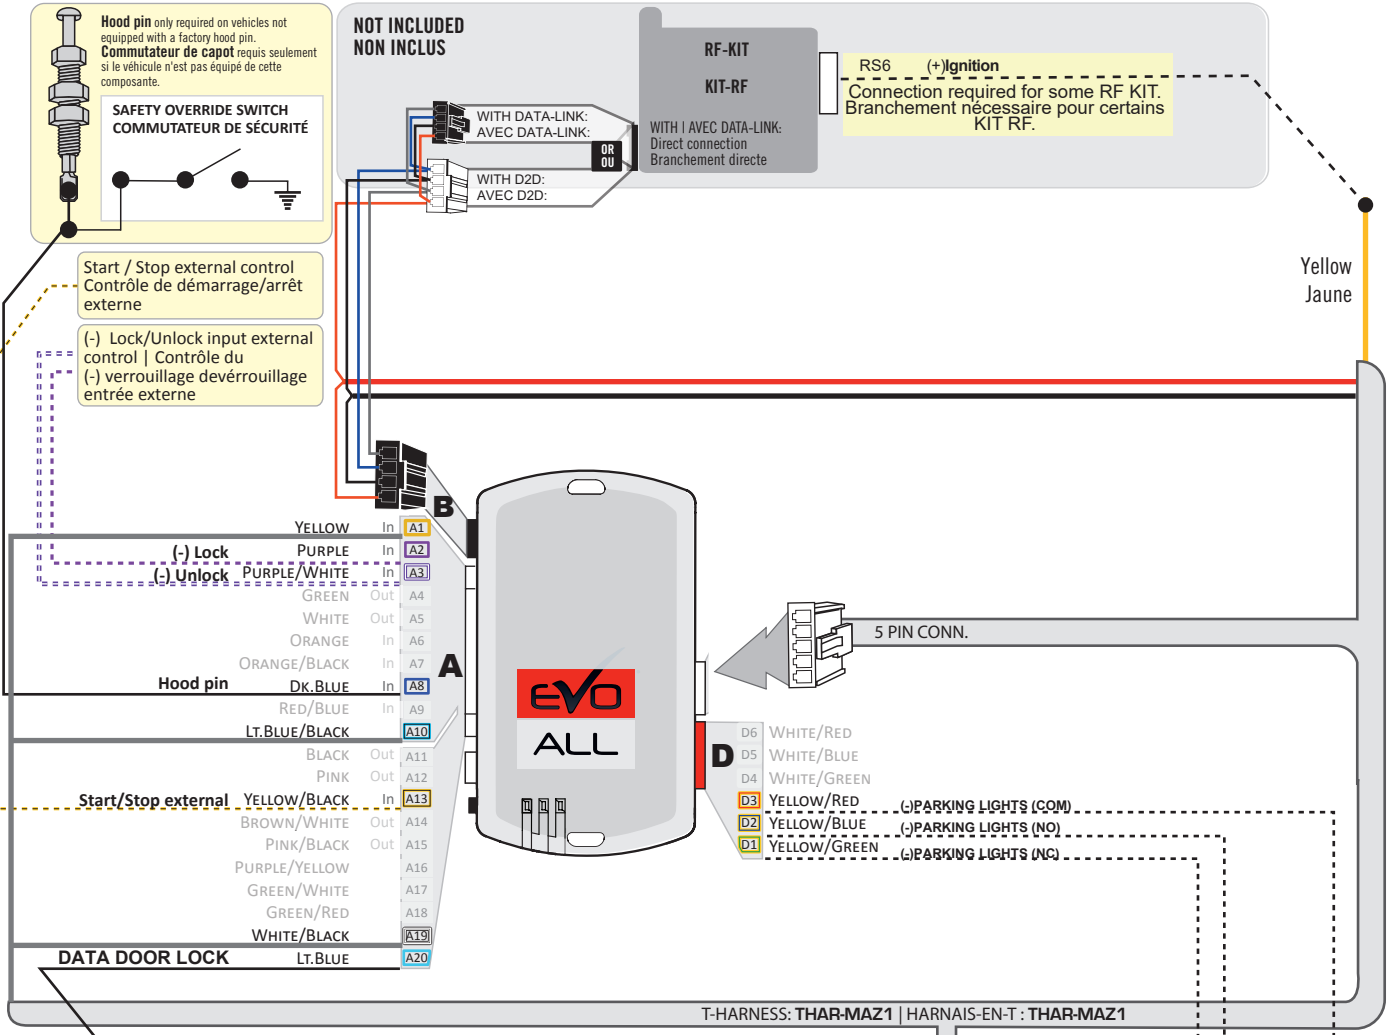 Hood pin only required on vehicles not
equipped with a factory hood pin.
Commutateur de capot requis seulement
si le véhicule n'est pas équipé de cette
composante.
SAFETY OVERRIDE SWITCH
COMMUTATEUR DE SÉCURITÉ
NOT INCLUDED
NON INCLUS
RF-KIT
KIT-RF
WITH | AVEC DATA-LINK:
Direct connection
Branchement directe
WITH DATA-LINK:
AVEC DATA-LINK:
OR
OU
WITH D2D:
AVEC D2D:
RS6 (+)Ignition
Connection required for some RF KIT.
Branchement nécessaire pour certains
KIT RF.
Yellow
Jaune
Start / Stop external control
Contrôle de démarrage/arrêt
externe
(-) Lock/Unlock input external
control | Contrôle du
(-) verrouillage devérrouillage
entrée externe
B
A
YELLOW In A1
(-) Lock PURPLE In A2
(-) Unlock PURPLE/WHITE In A3
GREEN Out A4
WHITE Out A5
ORANGE In A6
ORANGE/BLACK In A7
Hood pin DK.BLUE In A8
RED/BLUE In A9
LT.BLUE/BLACK A10
BLACK Out A11
PINK Out A12
Start/Stop external YELLOW/BLACK In A13
BROWN/WHITE Out A14
PINK/BLACK Out A15
PURPLE/YELLOW A16
GREEN/WHITE A17
GREEN/RED A18
WHITE/BLACK A19
DATA DOOR LOCK LT.BLUE A20
EVO
ALL
5 PIN CONN.
D
D6 WHITE/RED
D5 WHITE/BLUE
D4 WHITE/GREEN
D3 YELLOW/RED (-)PARKING LIGHTS (COM)
D2 YELLOW/BLUE (-)PARKING LIGHTS (NO)
D1 YELLOW/GREEN (-)PARKING LIGHTS (NC)
T-HARNESS: THAR-MAZ1 | HARNAIS-EN-T : THAR-MAZ1